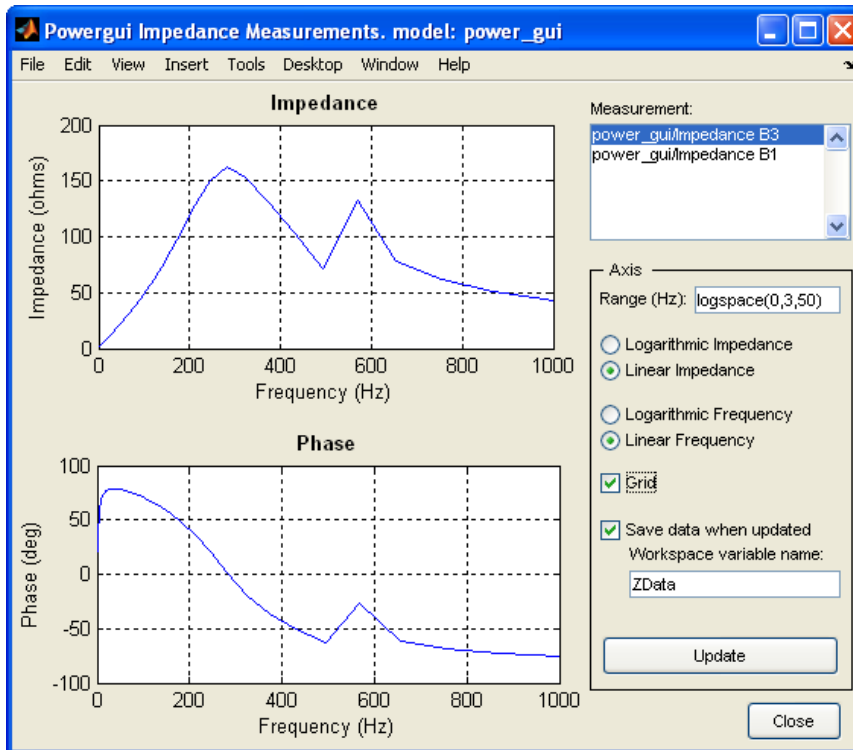 Powergui Impedance Measurements. model: power_gui
File Edit View Insert Tools Desktop Window Help
Impedance
200
150
100
50
0
Impedance (ohms)
0 200 400 600 800 1000
Frequency (Hz)
Phase
100
50
0
-50
-100
Phase (deg)
0 200 400 600 800 1000
Frequency (Hz)
Measurement:
power_gui/Impedance B3
power_gui/Impedance B1
Axis
Range (Hz): logspace(0,3,50)
Logarithmic Impedance
Linear Impedance
Logarithmic Frequency
Linear Frequency
Grid
Save data when updated
Workspace variable name:
ZData
Update
Close